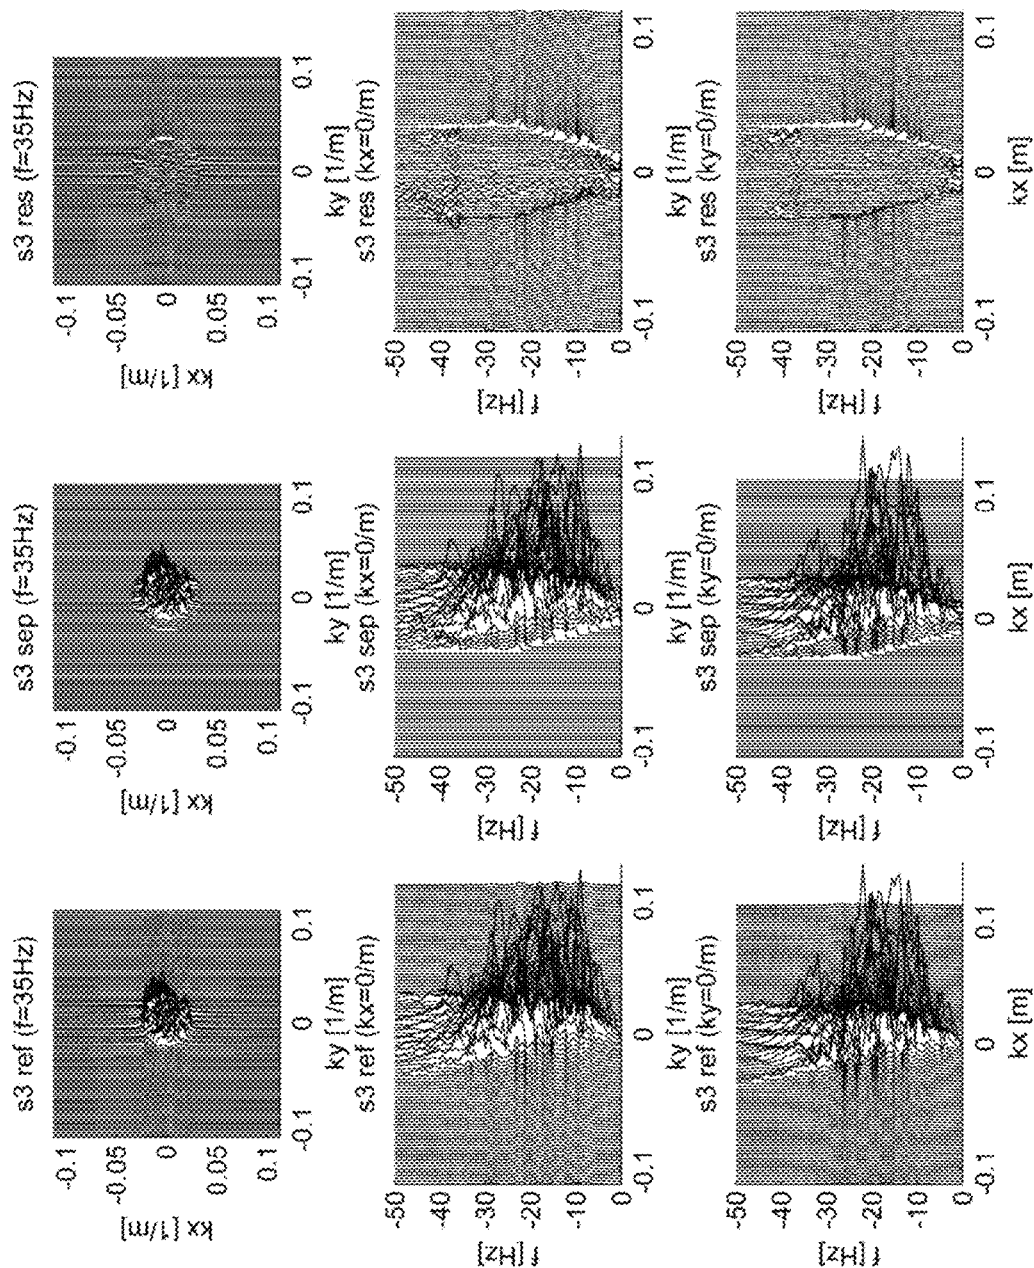 s3 ref (f=35Hz)
kx [1/m]
-0.1
-0.05
0
0.05
0.1
-0.1 0 0.1
ky [1/m]
s3 sep (f=35Hz)
kx [1/m]
-0.1
-0.05
0
0.05
0.1
-0.1 0 0.1
ky [1/m]
s3 res (f=35Hz)
kx [1/m]
-0.1
-0.05
0
0.05
0.1
-0.1 0 0.1
ky [1/m]
s3 ref (kx=0/m)
f [Hz]
-50
-40
-30
-20
-10
0
-0.1 0 0.1
ky [1/m]
s3 sep (kx=0/m)
f [Hz]
-50
-40
-30
-20
-10
0
-0.1 0 0.1
ky [1/m]
s3 res (kx=0/m)
f [Hz]
-50
-40
-30
-20
-10
0
-0.1 0 0.1
ky [1/m]
s3 ref (ky=0/m)
f [Hz]
-50
-40
-30
-20
-10
0
-0.1 0 0.1
kx [m]
s3 sep (ky=0/m)
f [Hz]
-50
-40
-30
-20
-10
0
-0.1 0 0.1
kx [m]
s3 res (ky=0/m)
f [Hz]
-50
-40
-30
-20
-10
0
-0.1 0 0.1
kx [m]